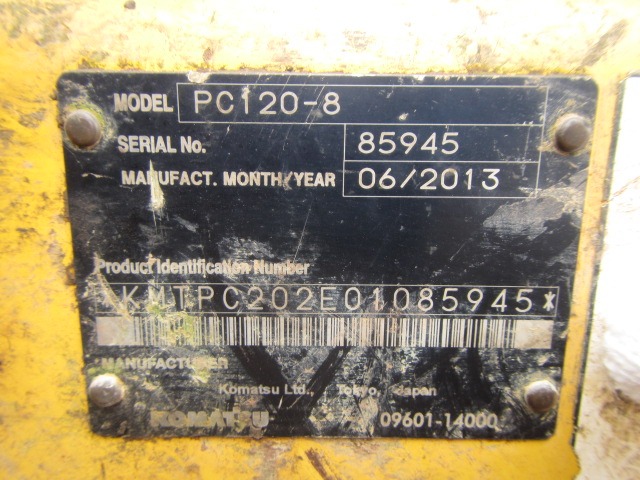 MODEL PC120-8
SERIAL No. 85945
MANUFACT. MONTH/YEAR 06/2013
Product Identification Number
*KMTPC202E01085945*
MANUFACTURER
Komatsu Ltd., Tokyo, Japan
KOMATSU 09601-14000